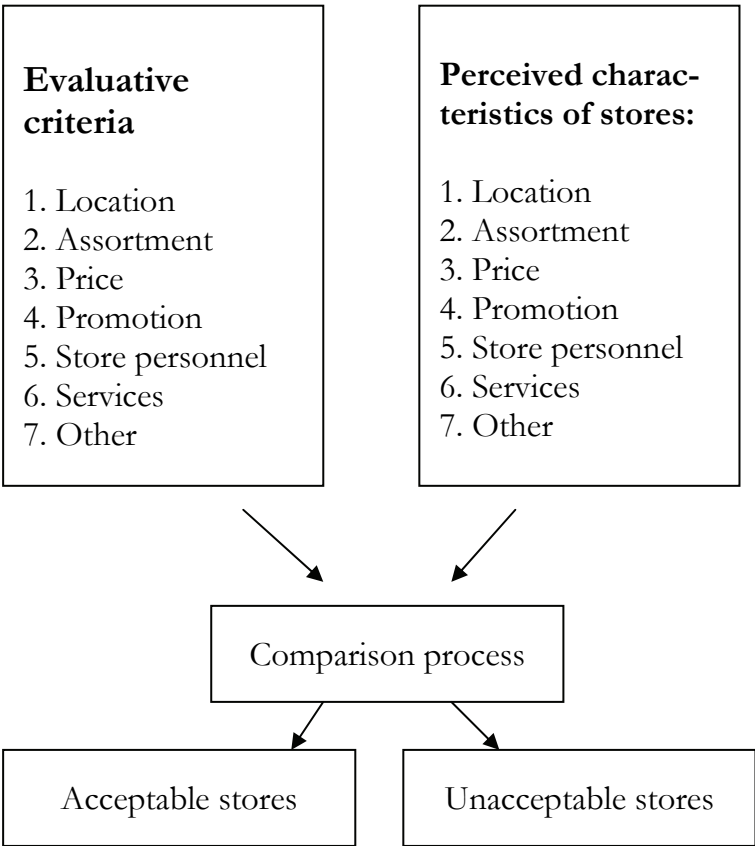 Evaluative
criteria
1. Location
2. Assortment
3. Price
4. Promotion
5. Store personnel
6. Services
7. Other
Perceived charac-
teristics of stores:
1. Location
2. Assortment
3. Price
4. Promotion
5. Store personnel
6. Services
7. Other
Comparison process
Acceptable stores
Unacceptable stores